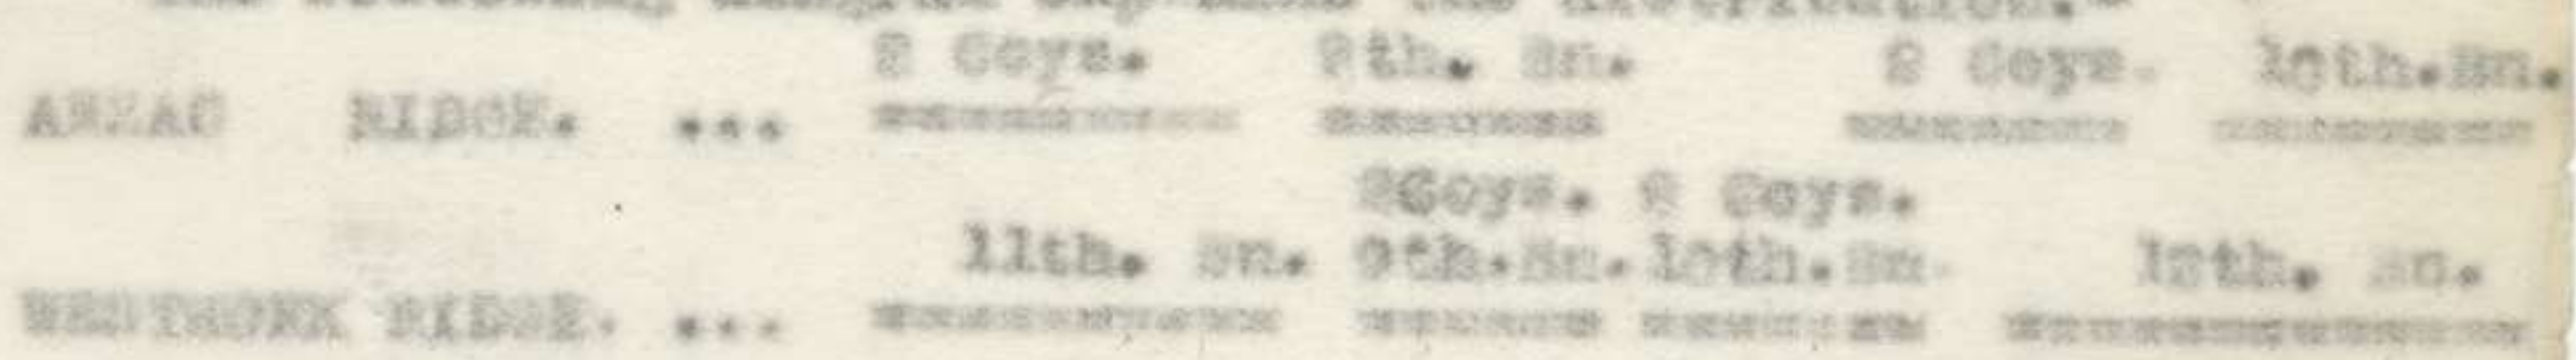 2 Coys. 9th. Bn. 2 Coys. 10th.Bn.
ANZAC RIDGE. ...
2Coys. 2 Coys.
11th. Bn. 9th.Bn. 10th.Bn. 12th. Bn.
WESTHOEK RIDGE. ...